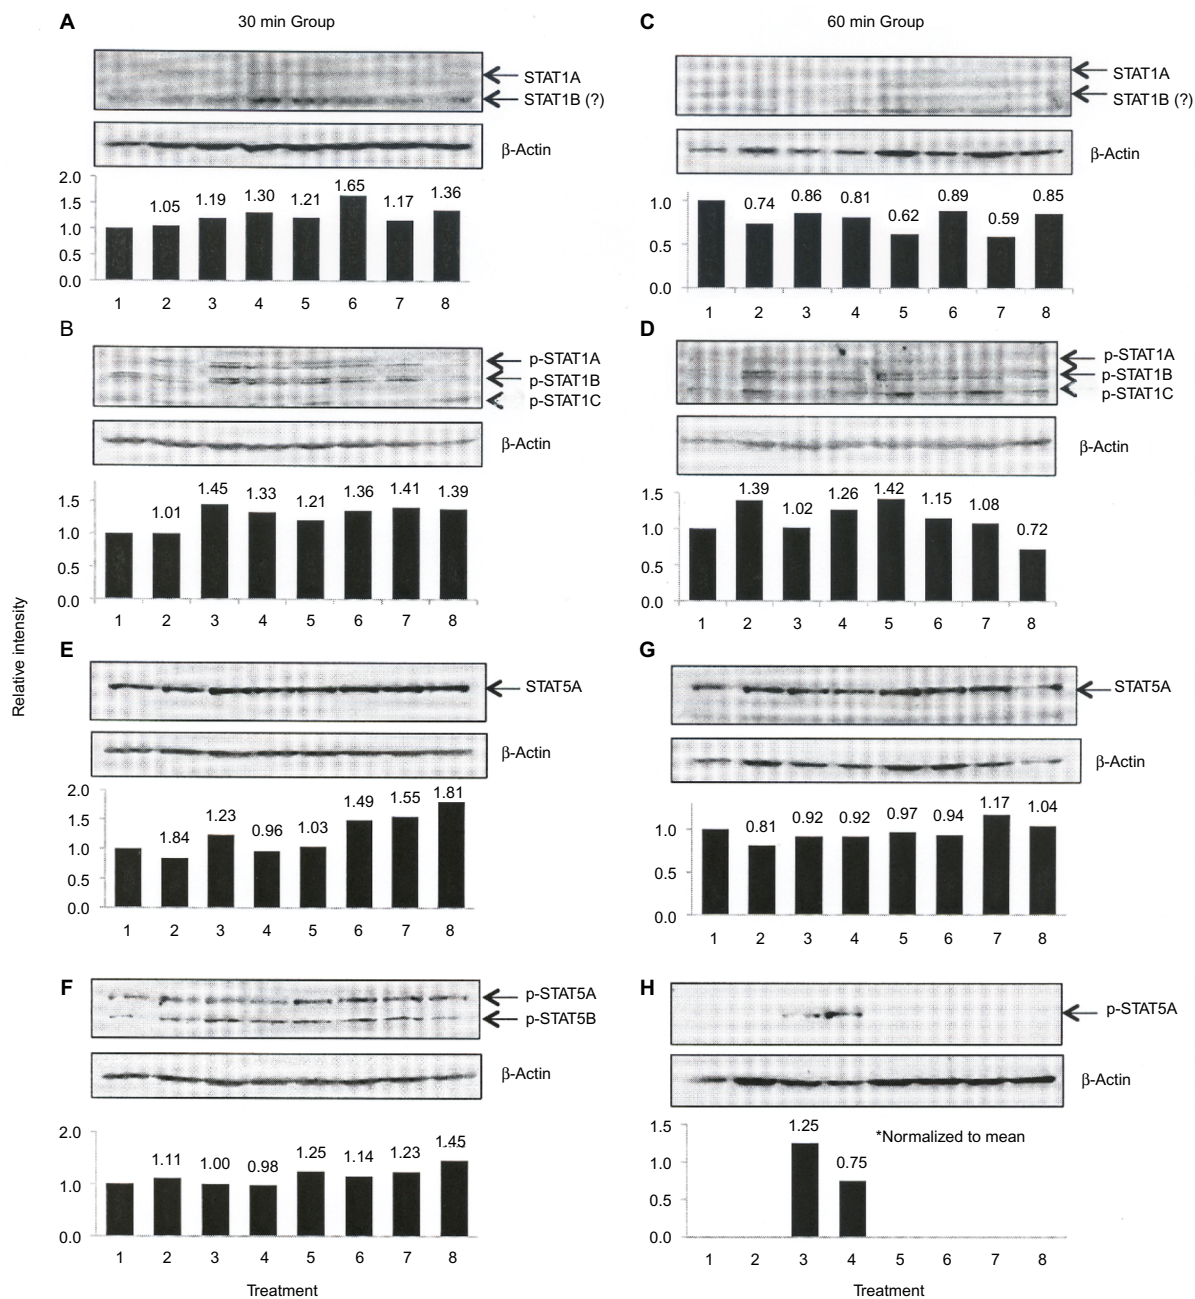 A 30 min Group
STAT1A
STAT1B (?)
β-Actin
2.0
1.5
1.0
0.5
0.0
1.05 1.19 1.30 1.21 1.65 1.17 1.36
1 2 3 4 5 6 7 8
C 60 min Group
STAT1A
STAT1B (?)
β-Actin
1.0
0.5
0.0
0.74 0.86 0.81 0.62 0.89 0.59 0.85
1 2 3 4 5 6 7 8
B
p-STAT1A
p-STAT1B
p-STAT1C
β-Actin
1.5
1.0
0.5
0.0
1.01 1.45 1.33 1.21 1.36 1.41 1.39
1 2 3 4 5 6 7 8
D
p-STAT1A
p-STAT1B
p-STAT1C
β-Actin
1.5
1.0
0.5
0.0
1.39 1.02 1.26 1.42 1.15 1.08 0.72
1 2 3 4 5 6 7 8
Relative intensity
E
STAT5A
β-Actin
2.0
1.5
1.0
0.5
0.0
1.84 1.23 0.96 1.03 1.49 1.55 1.81
1 2 3 4 5 6 7 8
G
STAT5A
β-Actin
1.0
0.5
0.0
0.81 0.92 0.92 0.97 0.94 1.17 1.04
1 2 3 4 5 6 7 8
F
p-STAT5A
p-STAT5B
β-Actin
2.0
1.0
0.0
1.11 1.00 0.98 1.25 1.14 1.23 1.45
1 2 3 4 5 6 7 8
Treatment
H
p-STAT5A
β-Actin
1.5
1.0
0.5
0.0
1.25 0.75
*Normalized to mean
1 2 3 4 5 6 7 8
Treatment